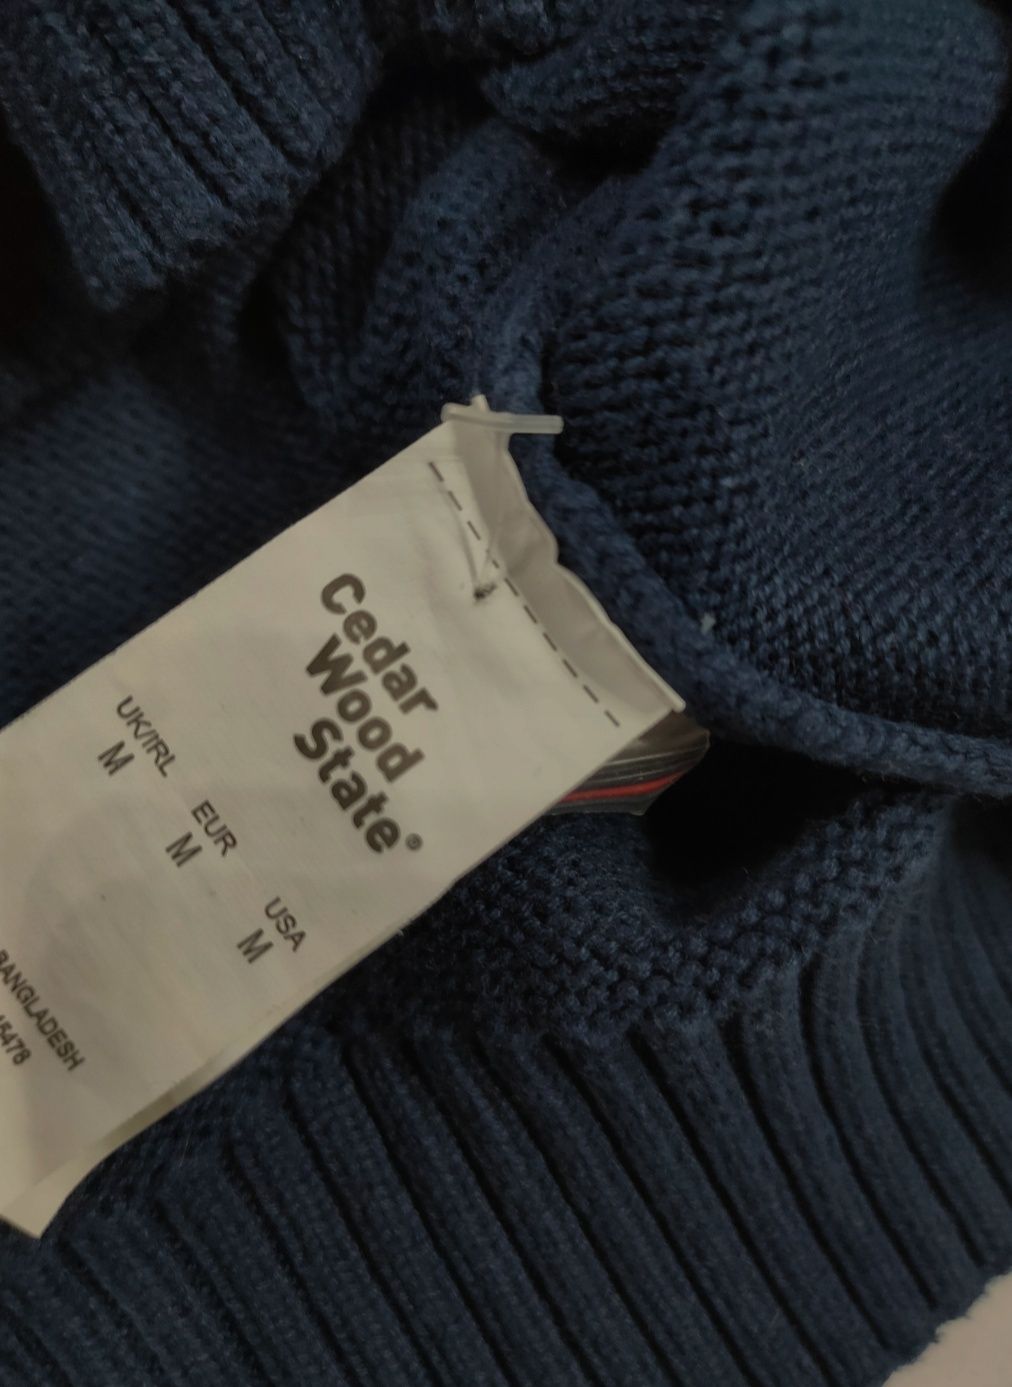 Cedar
Wood
State®
UK/IRL EUR USA
M M M
BANGLADESH